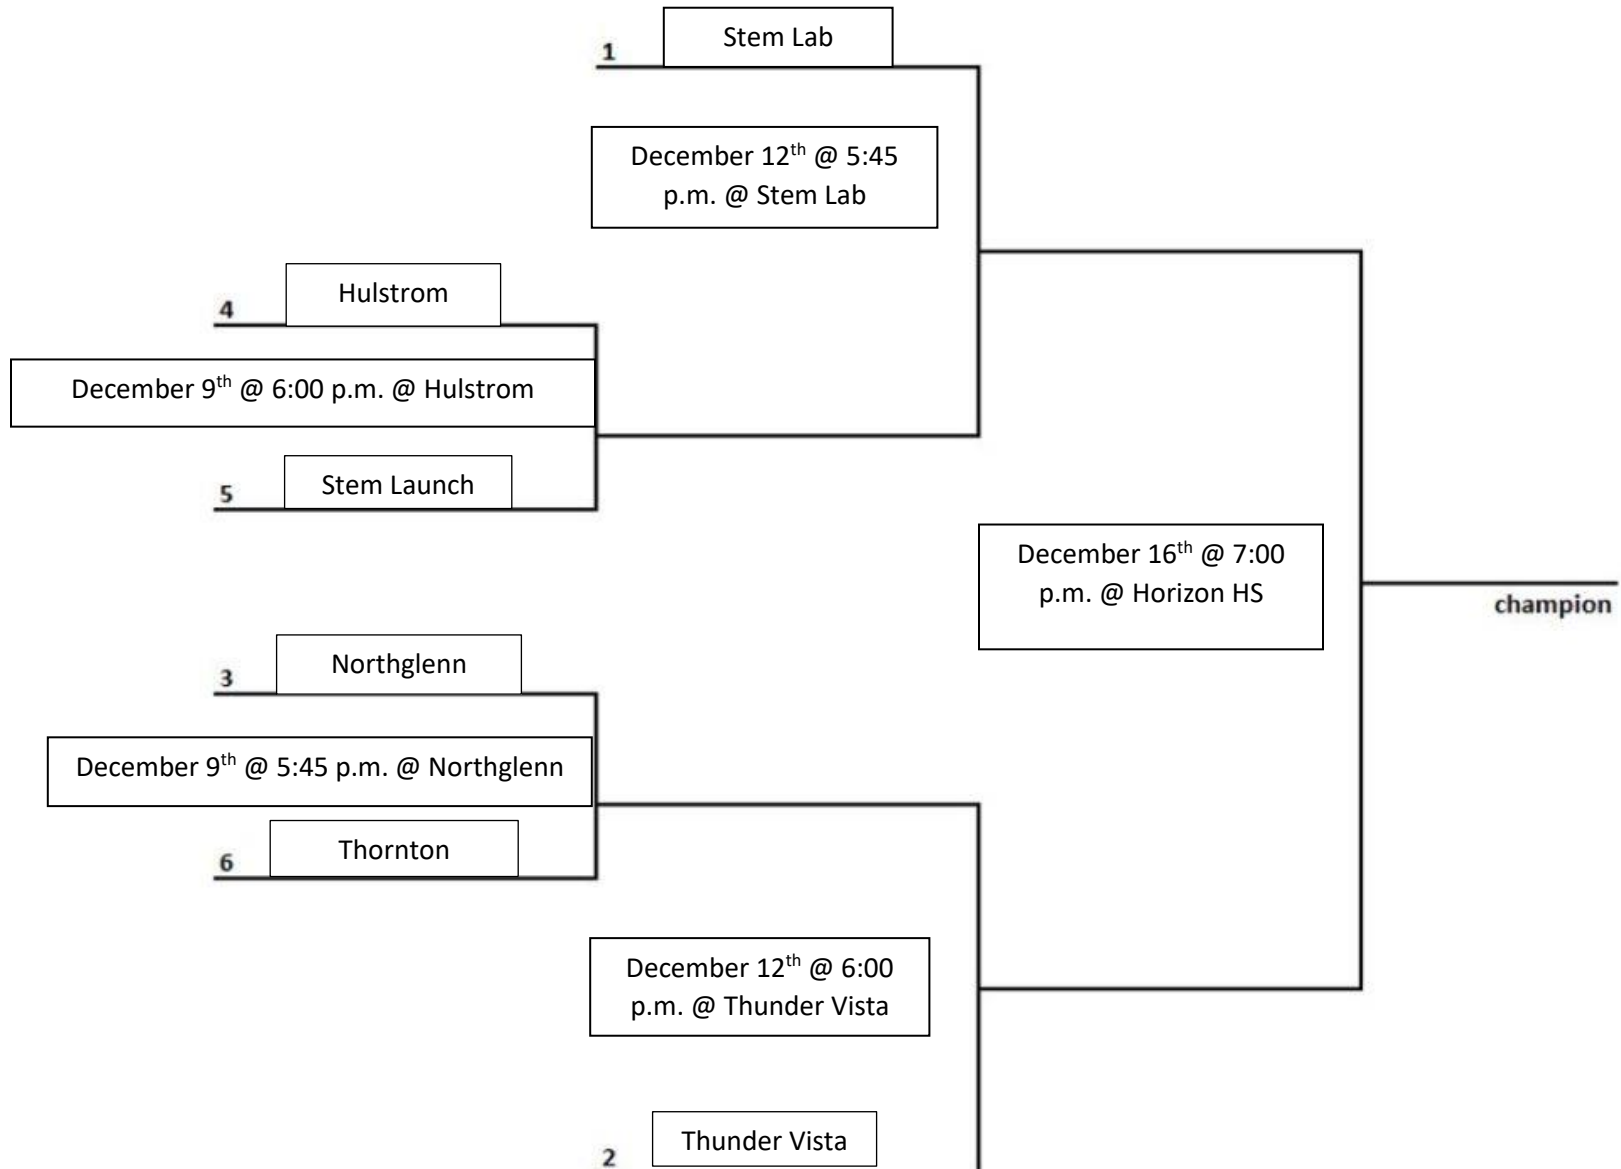 1
Stem Lab
December 12th @ 5:45
p.m. @ Stem Lab
4
Hulstrom
December 9th @ 6:00 p.m. @ Hulstrom
5
Stem Launch
December 16th @ 7:00
p.m. @ Horizon HS
champion
3
Northglenn
December 9th @ 5:45 p.m. @ Northglenn
6
Thornton
December 12th @ 6:00
p.m. @ Thunder Vista
2
Thunder Vista